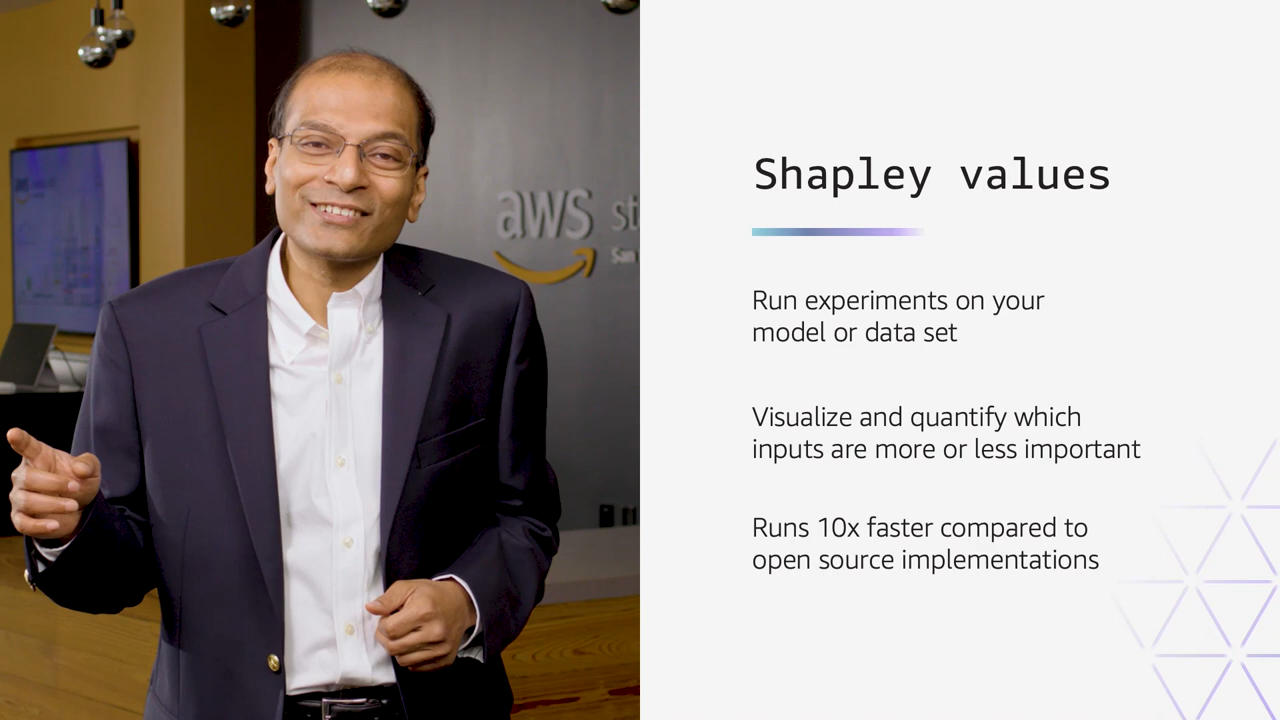 aws
Shapley values
Run experiments on your
model or data set
Visualize and quantify which
inputs are more or less important
Runs 10x faster compared to
open source implementations